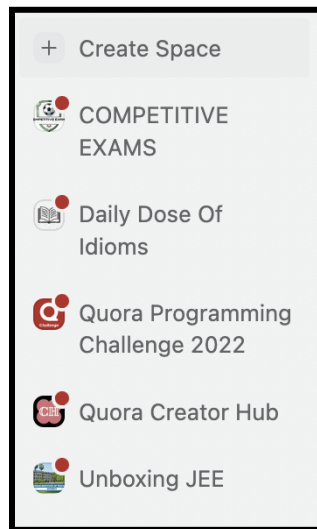 + Create Space
COMPETITIVE
EXAMS
Daily Dose Of
Idioms
Quora Programming
Challenge 2022
Quora Creator Hub
Unboxing JEE